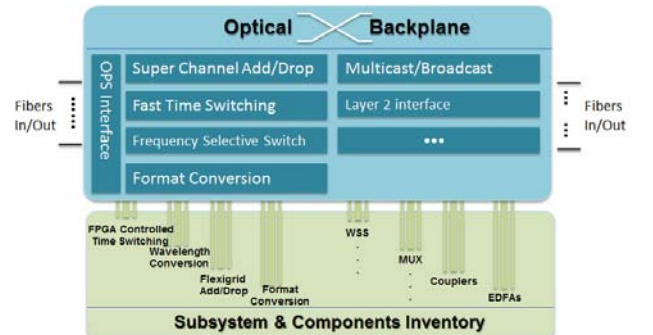 Optical Backplane
OPS Interface
Super Channel Add/Drop
Multicast/Broadcast
Fast Time Switching
Layer 2 interface
Frequency Selective Switch
•••
Format Conversion
Fibers
In/Out
Fibers
In/Out
FPGA Controlled
Time Switching
Wavelength
Conversion
Flexigrid
Add/Drop
Format
Conversion
WSS
MUX
Couplers
EDFAs
Subsystem & Components Inventory